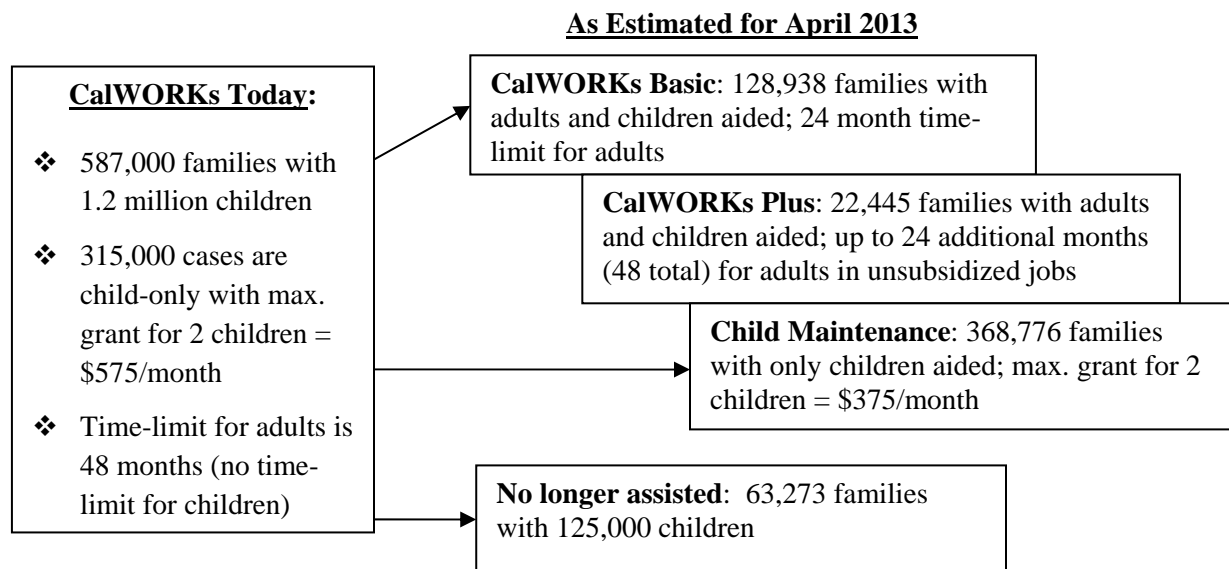 As Estimated for April 2013
CalWORKs Today:
❖ 587,000 families with
1.2 million children
❖ 315,000 cases are
child-only with max.
grant for 2 children =
$575/month
❖ Time-limit for adults is
48 months (no time-
limit for children)
CalWORKs Basic: 128,938 families with
adults and children aided; 24 month time-
limit for adults
CalWORKs Plus: 22,445 families with adults
and children aided; up to 24 additional months
(48 total) for adults in unsubsidized jobs
Child Maintenance: 368,776 families
with only children aided; max. grant for 2
children = $375/month
No longer assisted: 63,273 families
with 125,000 children